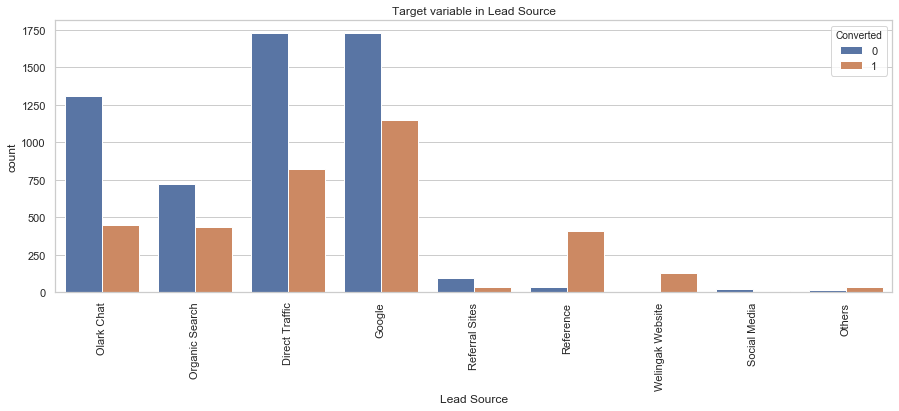 Target variable in Lead Source
Converted
0
1
1750
1500
1250
1000
750
500
250
0
count
Olark Chat
Organic Search
Direct Traffic
Google
Referral Sites
Reference
Welingak Website
Social Media
Others
Lead Source